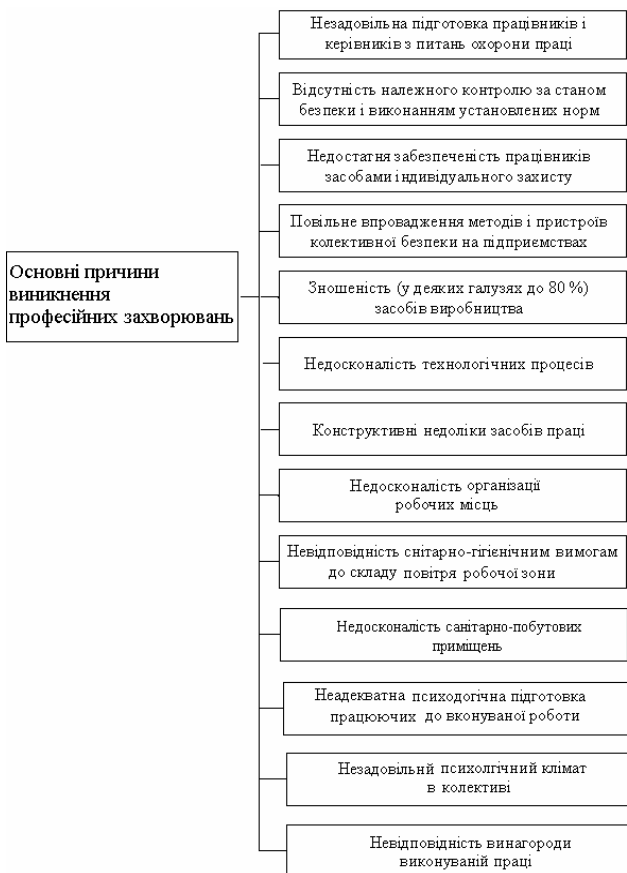 Основні причини
виникнення
професійних захворювань
Незадовільна підготовка працівників і
керівників з питань охорони праці
Відсутність належного контролю за станом
безпеки і виконанням установлених норм
Недостатня забезпеченість працівників
засобами індивідуального захисту
Повільне впровадження методів і пристроїв
колективної безпеки на підприємствах
Зношеність (у деяких галузях до 80 %)
засобів виробництва
Недосконалість технологічних процесів
Конструктивні недоліки засобів праці
Недосконалість організації
робочих місць
Невідповідність снітарно-гігієнічним вимогам
до складу повітря робочої зони
Недосконалість санітарно-побутових
приміщень
Неадекватна психодогічна підготовка
працюючих до вконуваної роботи
Незадовільнй психолгічний клімат
в колективі
Невідповідність винагороди
виконуваній праці